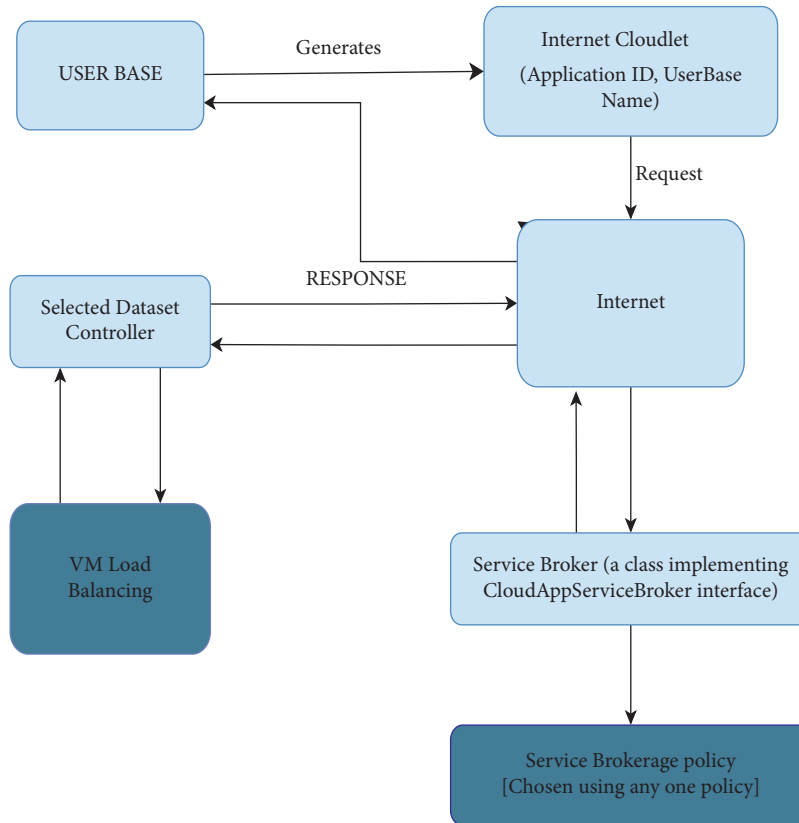 Generates
USER BASE
Internet Cloudlet
(Application ID, UserBase
Name)
Request
RESPONSE
Selected Dataset
Controller
Internet
VM Load
Balancing
Service Broker (a class implementing
CloudAppServiceBroker interface)
Service Brokerage policy
[Chosen using any one policy]